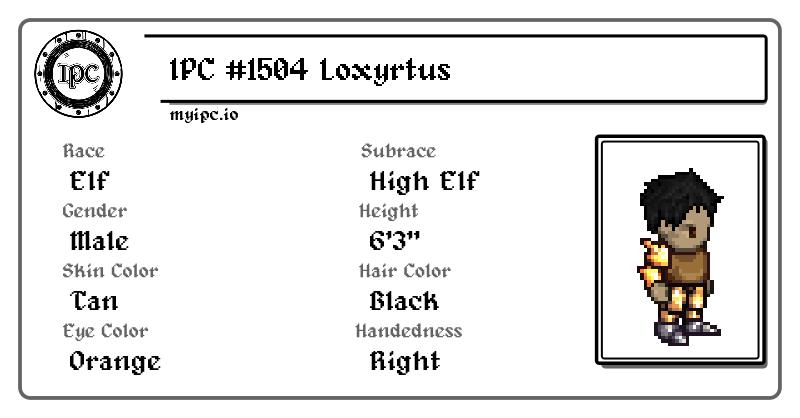 IPC
IPC #1504 Loxyrtus
myipc.io
Race
Elf
Subrace
High Elf
Gender
Male
Height
6'3"
Skin Color
Tan
Hair Color
Black
Eye Color
Orange
Handedness
Right